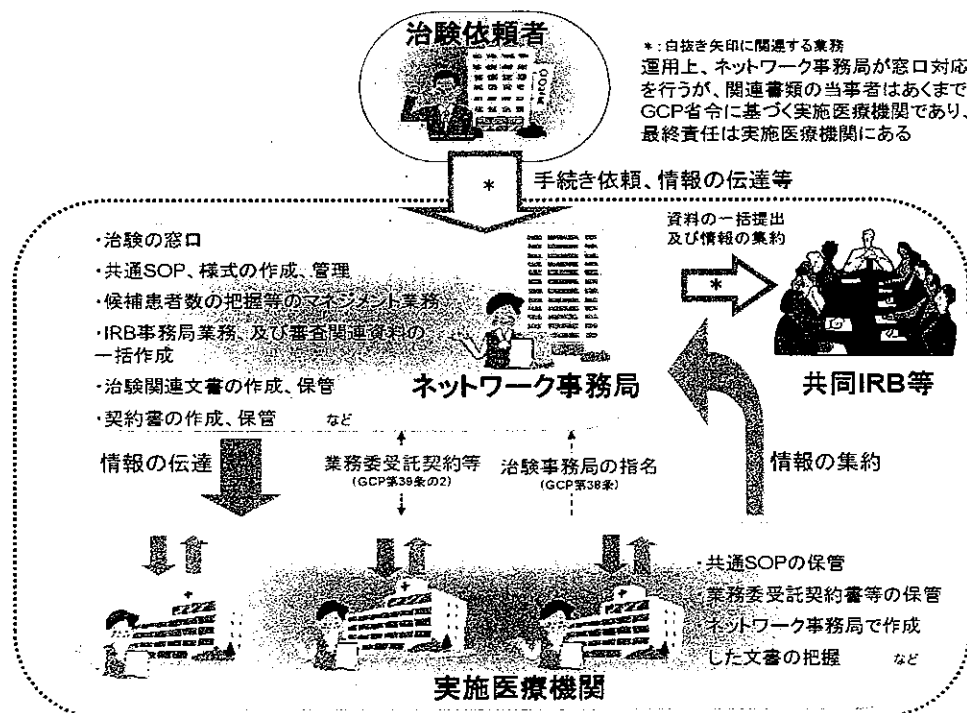 治験依頼者
*:白抜き矢印に関連する業務
運用上、ネットワーク事務局が窓口対応
を行うが、関連書類の当事者はあくまで
GCP省令に基づく実施医療機関であり、
最終責任は実施医療機関にある
*
手続き依頼、情報の伝達等
・治験の窓口
・共通SOP、様式の作成、管理
・候補患者数の把握等のマネジメント業務
・IRB事務局業務、及び審査関連資料の
一括作成
・治験関連文書の作成、保管
・契約書の作成、保管 など
ネットワーク事務局
資料の一括提出
及び情報の集約
*
共同IRB等
情報の伝達
業務委受託契約等
(GCP第39条の2)
治験事務局の指名
(GCP第38条)
情報の集約
・共通SOPの保管
・業務委受託契約書等の保管
ネットワーク事務局で作成
した文書の把握 など
実施医療機関